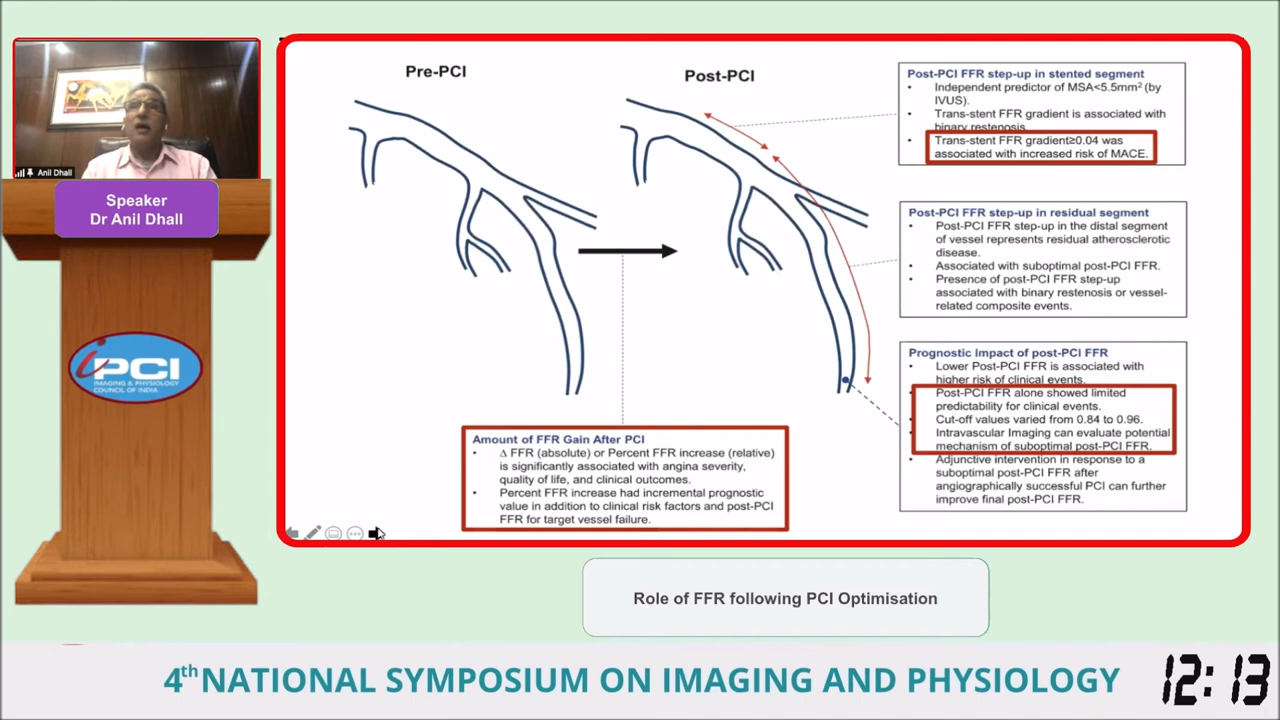 Anil Dhall
Speaker
Dr Anil Dhall
iPCI
IMAGING & PHYSIOLOGY
COUNCIL OF INDIA
Pre-PCI
Post-PCI
Post-PCI FFR step-up in stented segment
• Independent predictor of MSA<5.5mm² (by
IVUS).
• Trans-stent FFR gradient is associated with
binary restenosis
• Trans-stent FFR gradient≥0.04 was
associated with increased risk of MACE.
Post-PCI FFR step-up in residual segment
• Post-PCI FFR step-up in the distal segment
of vessel represents residual atherosclerotic
disease.
• Associated with suboptimal post-PCI FFR.
• Presence of post-PCI FFR step-up
associated with binary restenosis or vessel-
related composite events.
Prognostic Impact of post-PCI FFR
• Lower Post-PCI FFR is associated with
higher risk of clinical events.
• Post-PCI FFR alone showed limited
predictability for clinical events.
• Cut-off values varied from 0.84 to 0.96.
• Intravascular Imaging can evaluate potential
mechanism of suboptimal post-PCI FFR.
• Adjunctive intervention in response to a
suboptimal post-PCI FFR after
angiographically successful PCI can further
improve final post-PCI FFR.
Amount of FFR Gain After PCI
• Δ FFR (absolute) or Percent FFR increase (relative)
is significantly associated with angina severity,
quality of life, and clinical outcomes.
• Percent FFR increase had incremental prognostic
value in addition to clinical risk factors and post-PCI
FFR for target vessel failure.
Role of FFR following PCI Optimisation
4th NATIONAL SYMPOSIUM ON IMAGING AND PHYSIOLOGY
12:13